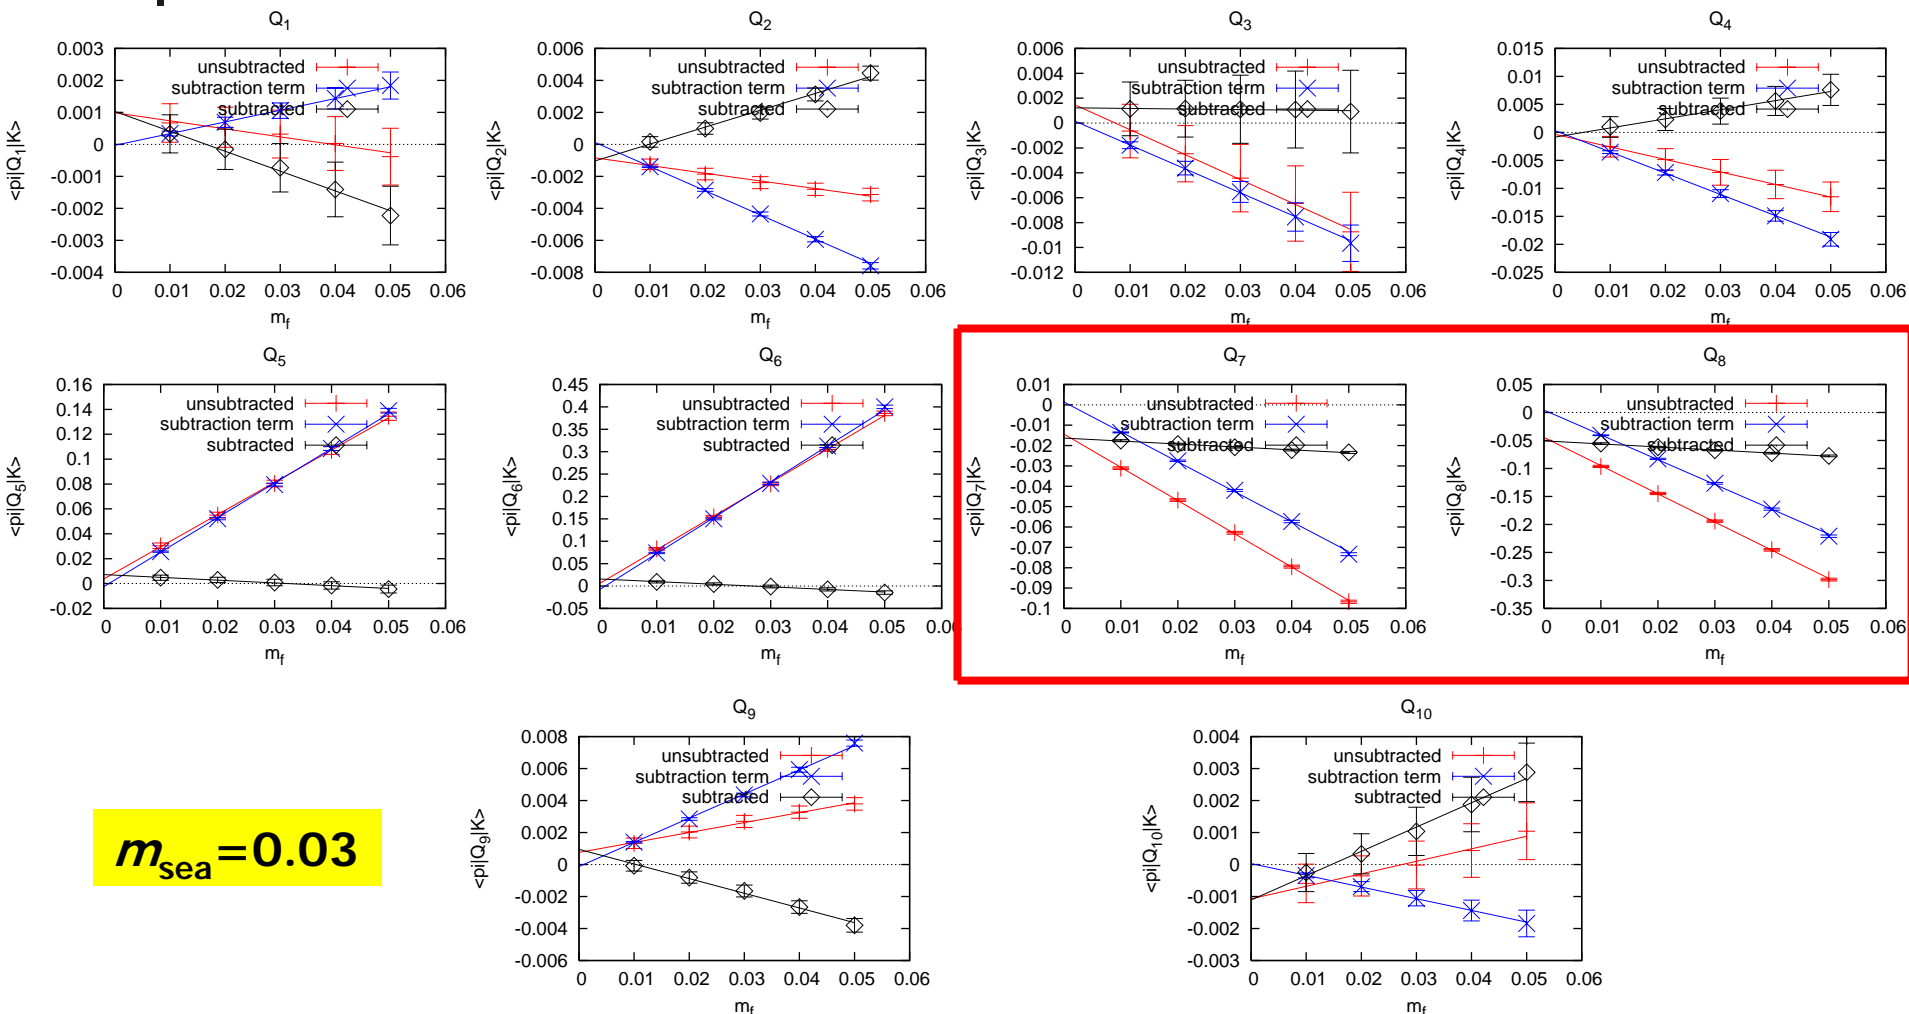 Q1
0.003
0.002
0.001
0
-0.001
-0.002
-0.003
-0.004
0 0.01 0.02 0.03 0.04 0.05 0.06
<pi|Q1|K>
m_f
unsubtracted
subtraction term
subtracted
Q2
0.006
0.004
0.002
0
-0.002
-0.004
-0.006
-0.008
0 0.01 0.02 0.03 0.04 0.05 0.06
<pi|Q2|K>
m_f
unsubtracted
subtraction term
subtracted
Q3
0.006
0.004
0.002
0
-0.002
-0.004
-0.006
-0.008
-0.01
-0.012
0 0.01 0.02 0.03 0.04 0.05 0.06
<pi|Q3|K>
m_f
unsubtracted
subtraction term
subtracted
Q4
0.015
0.010
0.005
0
-0.005
-0.01
-0.015
-0.02
-0.025
0 0.01 0.02 0.03 0.04 0.05 0.06
<pi|Q4|K>
m_f
unsubtracted
subtraction term
subtracted
Q5
0.16
0.14
0.12
0.1
0.08
0.06
0.04
0.02
0
-0.02
0 0.01 0.02 0.03 0.04 0.05 0.06
<pi|Q5|K>
m_f
unsubtracted
subtraction term
subtracted
Q6
0.45
0.4
0.35
0.3
0.25
0.2
0.15
0.1
0.05
0
-0.05
0 0.01 0.02 0.03 0.04 0.05
<pi|Q6|K>
m_f
unsubtracted
subtraction term
subtracted
Q7
0.01
0
-0.01
-0.02
-0.03
-0.04
-0.05
-0.06
-0.07
-0.08
-0.09
-0.1
0 0.01 0.02 0.03 0.04 0.05 0.06
<pi|Q7|K>
m_f
unsubtracted
subtraction term
subtracted
Q8
0.05
0
-0.05
-0.1
-0.15
-0.2
-0.25
-0.3
-0.35
0 0.01 0.02 0.03 0.04 0.05 0.06
<pi|Q8|K>
m_f
unsubtracted
subtraction term
subtracted
Q9
0.008
0.006
0.004
0.002
0
-0.002
-0.004
-0.006
0 0.01 0.02 0.03 0.04 0.05 0.06
<pi|Q9|K>
m_f
unsubtracted
subtraction term
subtracted
Q10
0.004
0.003
0.002
0.001
0
-0.001
-0.002
-0.003
0 0.01 0.02 0.03 0.04 0.05 0.06
<pi|Q10|K>
m_f
unsubtracted
subtraction term
subtracted
m_sea=0.03